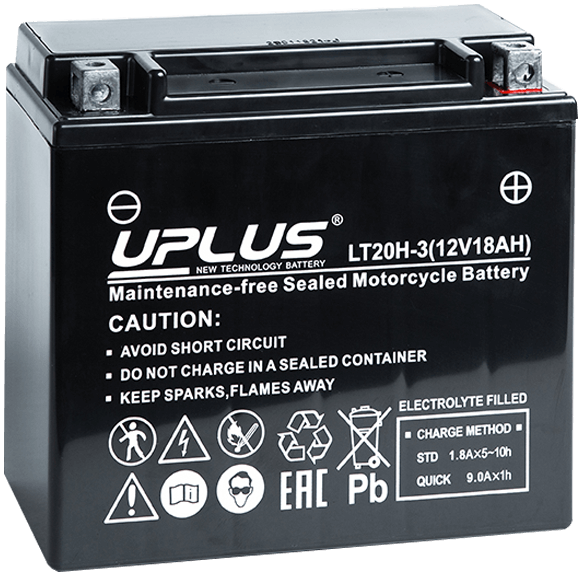 UPLUS®
NEW TECHNOLOGY BATTERY
LT20H-3(12V18AH)
Maintenance-free Sealed Motorcycle Battery
CAUTION:
▪ AVOID SHORT CIRCUIT
▪ DO NOT CHARGE IN A SEALED CONTAINER
▪ KEEP SPARKS,FLAMES AWAY
ELECTROLYTE FILLED
▪ CHARGE METHOD ▪
STD 1.8A×5~10h
QUICK 9.0A×1h
EAC Pb